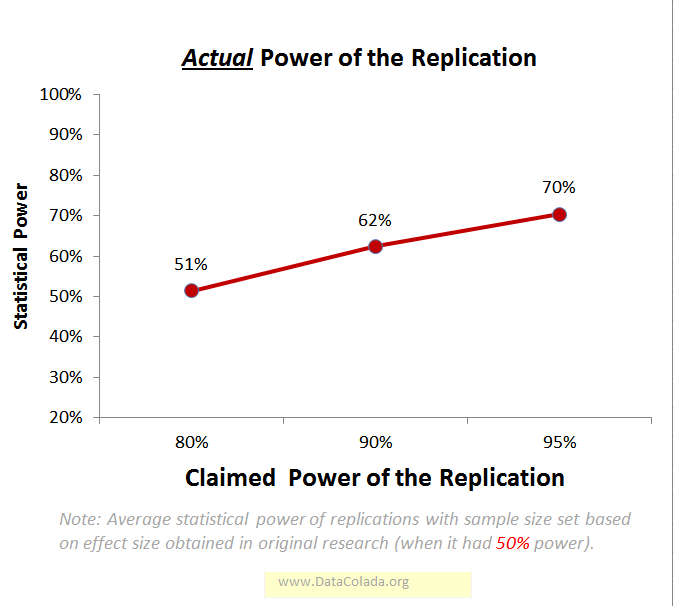 Actual Power of the Replication
100%
90%
80%
70%
60%
50%
40%
30%
20%
Statistical Power
51%
62%
70%
80%
90%
95%
Claimed Power of the Replication
Note: Average statistical power of replications with sample size set based
on effect size obtained in original research (when it had 50% power).
www.DataColada.org